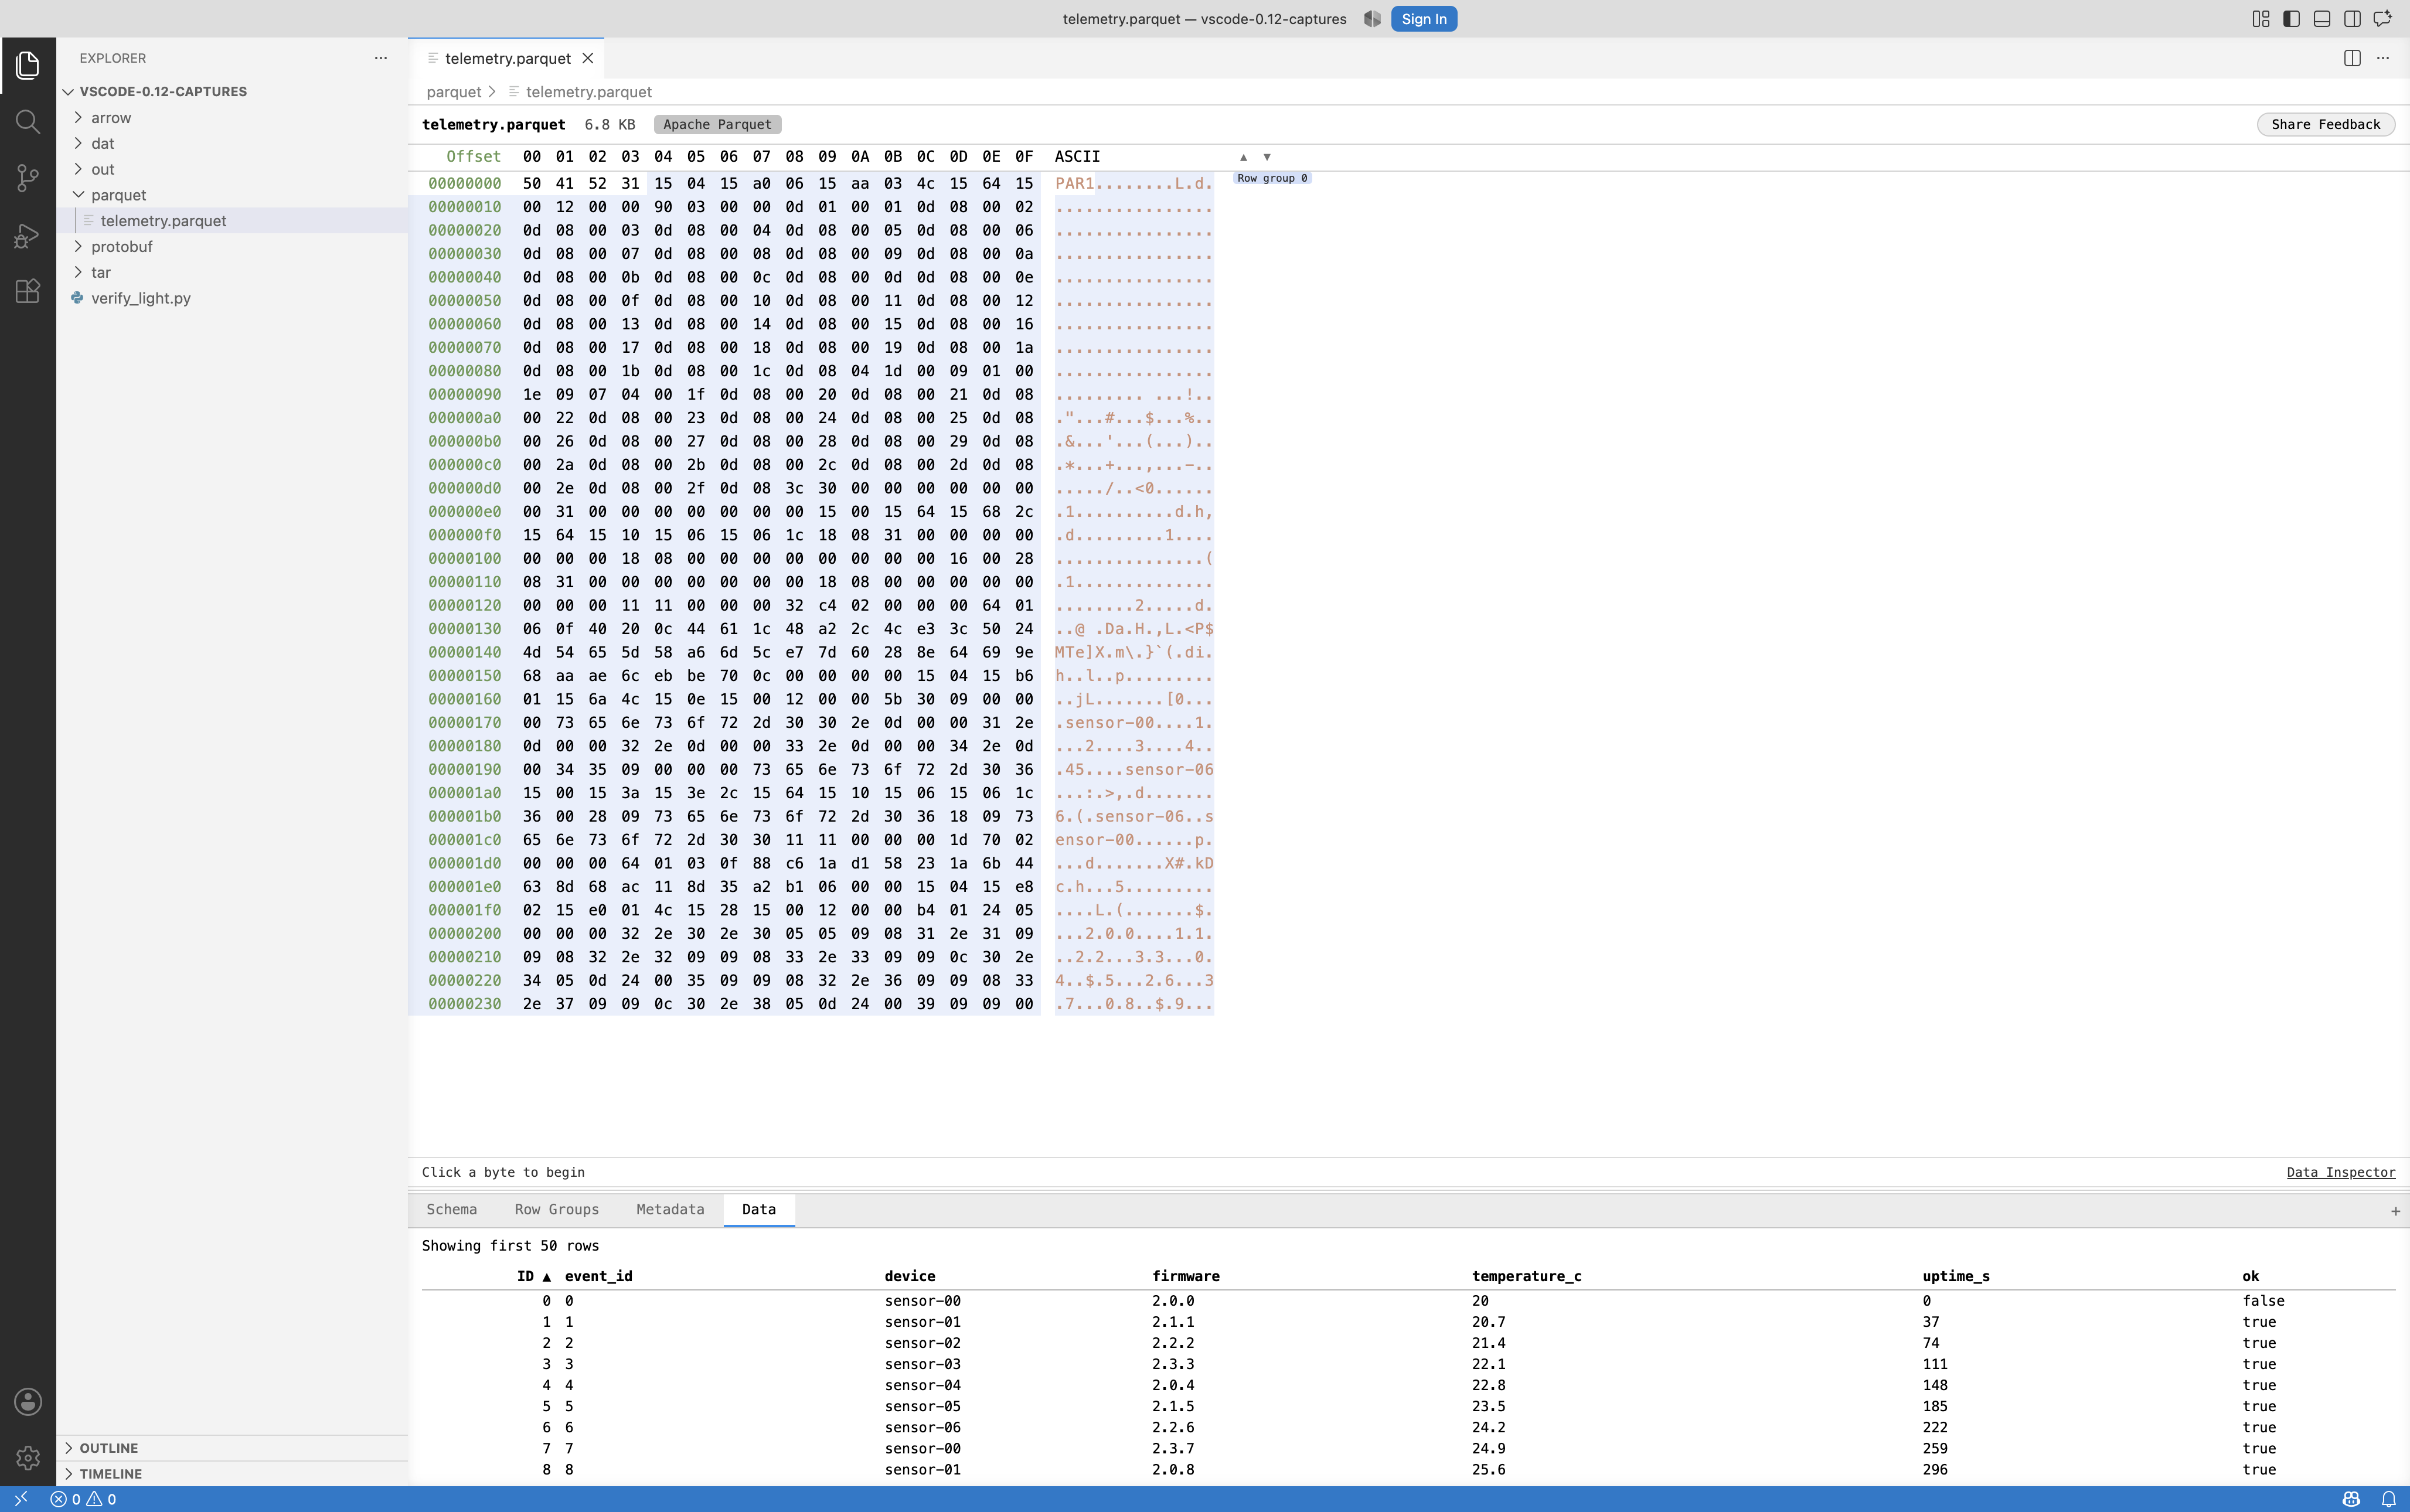 telemetry.parquet — vscode-0.12-captures
Sign In
EXPLORER
VSCODE-0.12-CAPTURES
arrow
dat
out
parquet
telemetry.parquet
protobuf
tar
verify_light.py
OUTLINE
TIMELINE
telemetry.parquet
parquet > telemetry.parquet
telemetry.parquet 6.8 KB Apache Parquet Share Feedback
Offset 00 01 02 03 04 05 06 07 08 09 0A 0B 0C 0D 0E 0F ASCII
Row group 0
00000000 50 41 52 31 15 04 15 a0 06 15 aa 03 4c 15 64 15 PAR1........L.d.
00000010 00 12 00 00 90 03 00 00 0d 01 00 01 0d 08 00 02 ................
00000020 0d 08 00 03 0d 08 00 04 0d 08 00 05 0d 08 00 06 ................
00000030 0d 08 00 07 0d 08 00 08 0d 08 00 09 0d 08 00 0a ................
00000040 0d 08 00 0b 0d 08 00 0c 0d 08 00 0d 0d 08 00 0e ................
00000050 0d 08 00 0f 0d 08 00 10 0d 08 00 11 0d 08 00 12 ................
00000060 0d 08 00 13 0d 08 00 14 0d 08 00 15 0d 08 00 16 ................
00000070 0d 08 00 17 0d 08 00 18 0d 08 00 19 0d 08 00 1a ................
00000080 0d 08 00 1b 0d 08 00 1c 0d 08 04 1d 00 09 01 00 ................
00000090 1e 09 07 04 00 1f 0d 08 00 20 0d 08 00 21 0d 08 ......... ...!..
000000a0 00 22 0d 08 00 23 0d 08 00 24 0d 08 00 25 0d 08 ."...#...$...%..
000000b0 00 26 0d 08 00 27 0d 08 00 28 0d 08 00 29 0d 08 .&...'...(...)..
000000c0 00 2a 0d 08 00 2b 0d 08 00 2c 0d 08 00 2d 0d 08 .*...+...,...-..
000000d0 00 2e 0d 08 00 2f 0d 08 3c 30 00 00 00 00 00 00 ...../..<0......
000000e0 00 31 00 00 00 00 00 00 00 15 00 15 64 15 68 2c .1..........d.h,
000000f0 15 64 15 10 15 06 15 06 1c 18 08 31 00 00 00 00 .d.........1....
00000100 00 00 00 18 08 00 00 00 00 00 00 00 00 16 00 28 ...............(
00000110 08 31 00 00 00 00 00 00 00 18 08 00 00 00 00 00 .1..............
00000120 00 00 00 11 11 00 00 00 32 c4 02 00 00 00 64 01 ........2.....d.
00000130 06 0f 40 20 0c 44 61 1c 48 a2 2c 4c e3 3c 50 24 ..@ .Da.H.,L.<P$
00000140 4d 54 65 5d 58 a6 6d 5c e7 7d 60 28 8e 64 69 9e MTe]X.m\.}`(.di.
00000150 68 aa ae 6c eb be 70 0c 00 00 00 00 15 04 15 b6 h..l..p.........
00000160 01 15 6a 4c 15 0e 15 00 12 00 00 5b 30 09 00 00 ..jL.......[0...
00000170 00 73 65 6e 73 6f 72 2d 30 30 2e 0d 00 00 31 2e .sensor-00....1.
00000180 0d 00 00 32 2e 0d 00 00 33 2e 0d 00 00 34 2e 0d ...2....3....4..
00000190 00 34 35 09 00 00 00 73 65 6e 73 6f 72 2d 30 36 .45....sensor-06
000001a0 15 00 15 3a 15 3e 2c 15 64 15 10 15 06 15 06 1c ...:.>,.d.......
000001b0 36 00 28 09 73 65 6e 73 6f 72 2d 30 36 18 09 73 6.(.sensor-06..s
000001c0 65 6e 73 6f 72 2d 30 30 11 11 00 00 00 1d 70 02 ensor-00......p.
000001d0 00 00 00 64 01 03 0f 88 c6 1a d1 58 23 1a 6b 44 ...d.......X#.kD
000001e0 63 8d 68 ac 11 8d 35 a2 b1 06 00 00 15 04 15 e8 c.h...5.........
000001f0 02 15 e0 01 4c 15 28 15 00 12 00 00 b4 01 24 05 ....L.(.......$.
00000200 00 00 00 32 2e 30 2e 30 05 05 09 08 31 2e 31 09 ...2.0.0....1.1.
00000210 09 08 32 2e 32 09 09 08 33 2e 33 09 09 0c 30 2e ..2.2...3.3...0.
00000220 34 05 0d 24 00 35 09 09 08 32 2e 36 09 09 08 33 4..$.5...2.6...3
00000230 2e 37 09 09 0c 30 2e 38 05 0d 24 00 39 09 09 00 .7...0.8..$.9...
Click a byte to begin Data Inspector
Schema Row Groups Metadata Data
Showing first 50 rows
ID ▲ event_id device firmware temperature_c uptime_s ok
0 0 sensor-00 2.0.0 20 0 false
1 1 sensor-01 2.1.1 20.7 37 true
2 2 sensor-02 2.2.2 21.4 74 true
3 3 sensor-03 2.3.3 22.1 111 true
4 4 sensor-04 2.0.4 22.8 148 true
5 5 sensor-05 2.1.5 23.5 185 true
6 6 sensor-06 2.2.6 24.2 222 true
7 7 sensor-00 2.3.7 24.9 259 true
8 8 sensor-01 2.0.8 25.6 296 true
0 0